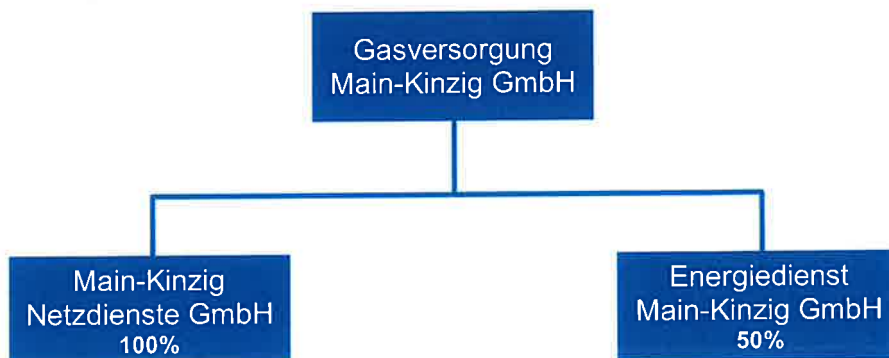 Gasversorgung
Main-Kinzig GmbH
Main-Kinzig
Netzdienste GmbH
100%
Energiedienst
Main-Kinzig GmbH
50%